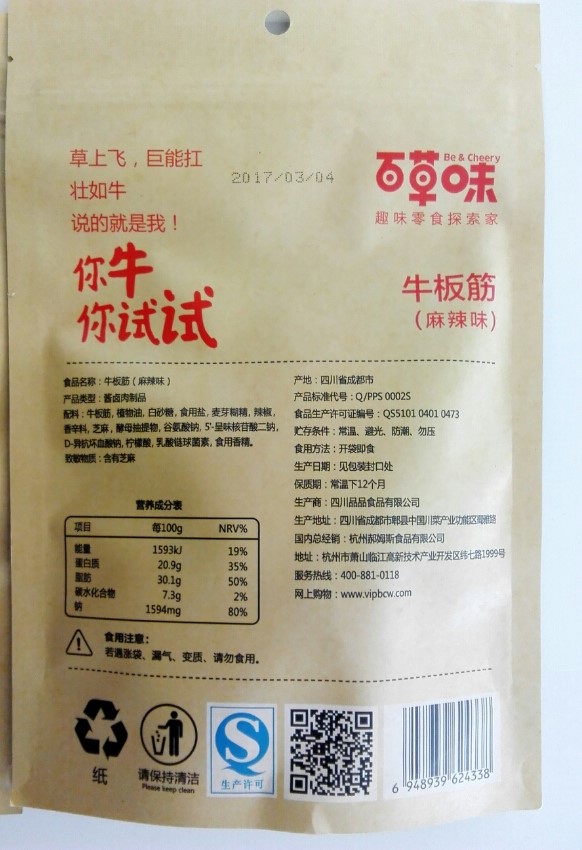 草上飞，巨能扛
壮如牛
说的就是我！
2017/03/04
百草味
Be & Cheery
趣味零食探索家
你牛
你试试
牛板筋
（麻辣味）
食品名称：牛板筋（麻辣味）
产品类型：酱卤肉制品
配料：牛板筋, 植物油, 白砂糖, 食用盐, 麦芽糊精, 辣椒,
香辛料, 芝麻, 酵母抽提物, 谷氨酸钠, 5'-呈味核苷酸二钠,
D-异抗坏血酸钠, 柠檬酸, 乳酸链球菌素, 食用香精。
致敏物质：含有芝麻
营养成分表
项目 每100g NRV%
能量 1593kJ 19%
蛋白质 20.9g 35%
脂肪 30.1g 50%
碳水化合物 7.3g 2%
钠 1594mg 80%
食用注意：
若遇涨袋、漏气、变质、请勿食用。
产地：四川省成都市
产品标准代号：Q/PPS 0002S
食品生产许可证编号：QS5101 0401 0473
贮存条件：常温、避光、防潮、勿压
食用方法：开袋即食
生产日期：见包装封口处
保质期：常温下12个月
生产商：四川品品食品有限公司
生产地址：四川省成都市郫县中国川菜产业功能区
国内总经销：杭州郝姆斯食品有限公司
地址：杭州市萧山临江高新技术产业开发区纬七路1999号
服务热线：400-881-0118
网上购物：www.vipbcw.com
纸
请保持清洁
Please keep clean
生产许可
6 948939 624338